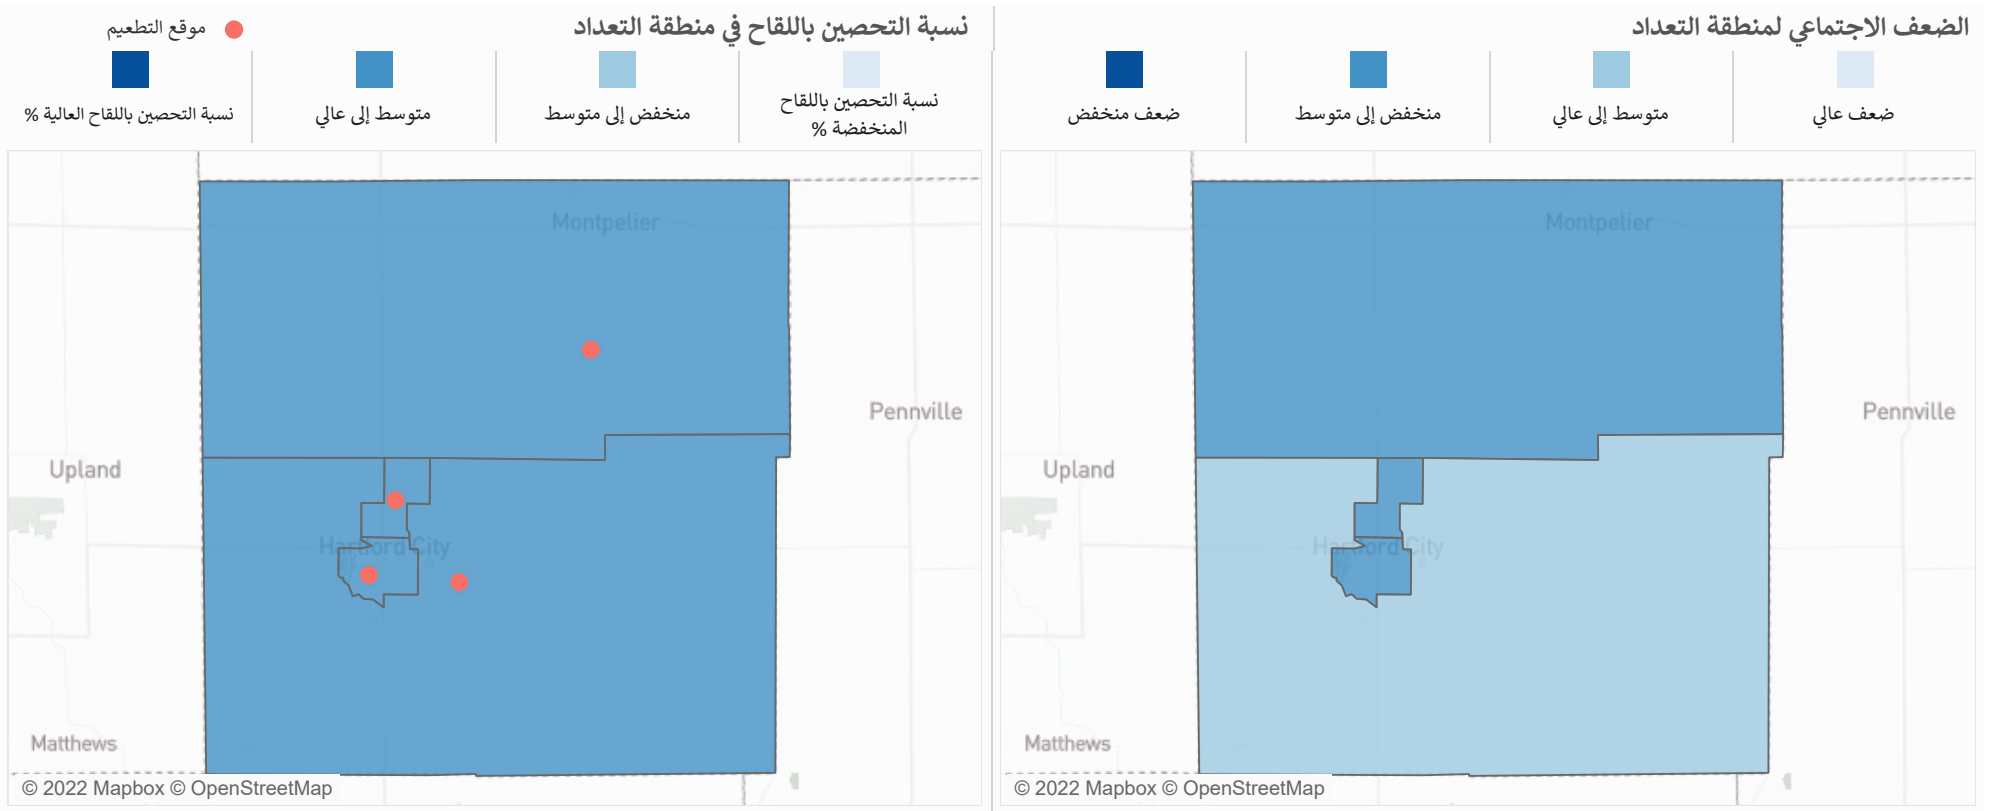 الضعف الاجتماعي لمنطقة التعداد
ضعف عالي
متوسط إلى عالي
منخفض إلى متوسط
ضعف منخفض
Montpelier
Pennville
Upland
Hartford City
Matthews
© 2022 Mapbox © OpenStreetMap
نسبة التحصين باللقاح في منطقة التعداد
موقع التطعيم
نسبة التحصين باللقاح
المنخفضة %
منخفض إلى متوسط
متوسط إلى عالي
نسبة التحصين باللقاح العالية %
Montpelier
Pennville
Upland
Hartford City
Matthews
© 2022 Mapbox © OpenStreetMap